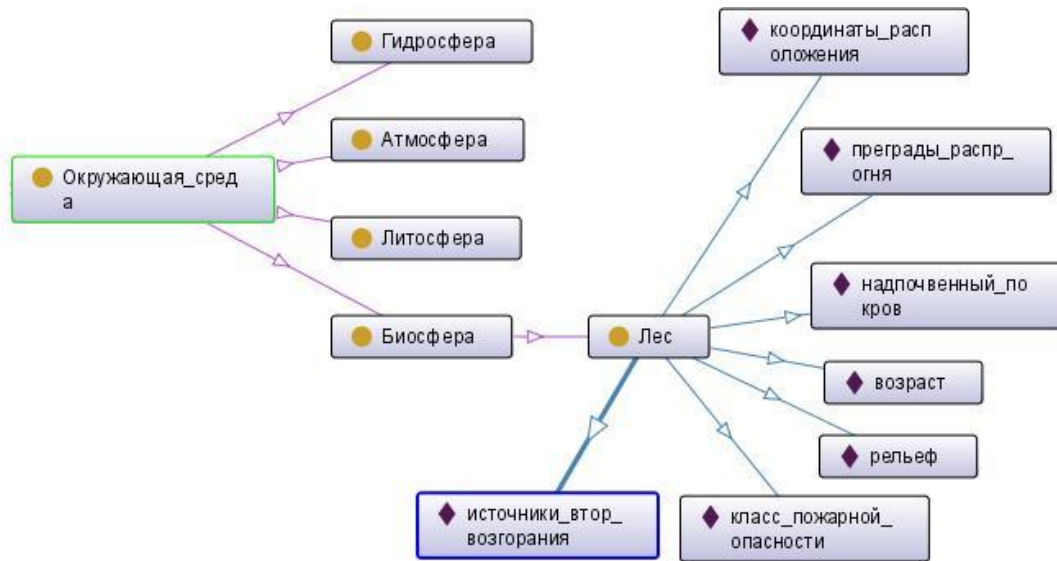 Гидросфера
Атмосфера
Окружающая_сред
а
Литосфера
Биосфера
Лес
координаты_расп
оложения
преграды_распр_
огня
надпочвенный_по
кров
возраст
рельеф
класс_пожарной_
опасности
источники_втор_
возгорания